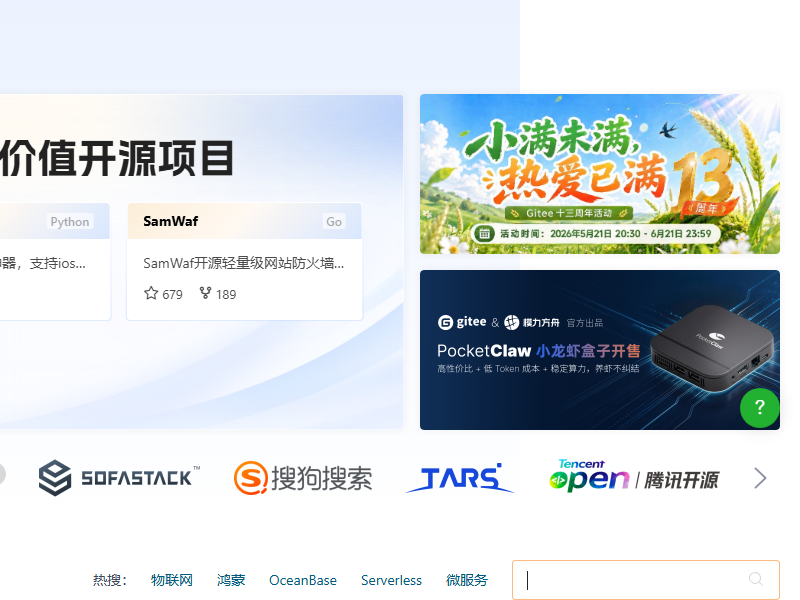 价值开源项目
Python
器，支持ios...
SamWaf
Go
SamWaf开源轻量级网站防火墙...
679
189
小满未满，
热爱已满
13
周年
Gitee 十三周年活动
活动时间：2026年5月21日 20:30 - 6月21日 23:59
gitee & 模力方舟 官方出品
PocketClaw 小龙虾盒子开售
高性价比 + 低 Token 成本 + 稳定算力，养虾不纠结
PocketClaw
?
SOFASTACK™
搜狗搜索
TARS
Tencent
open
腾讯开源
热搜：
物联网
鸿蒙
OceanBase
Serverless
微服务